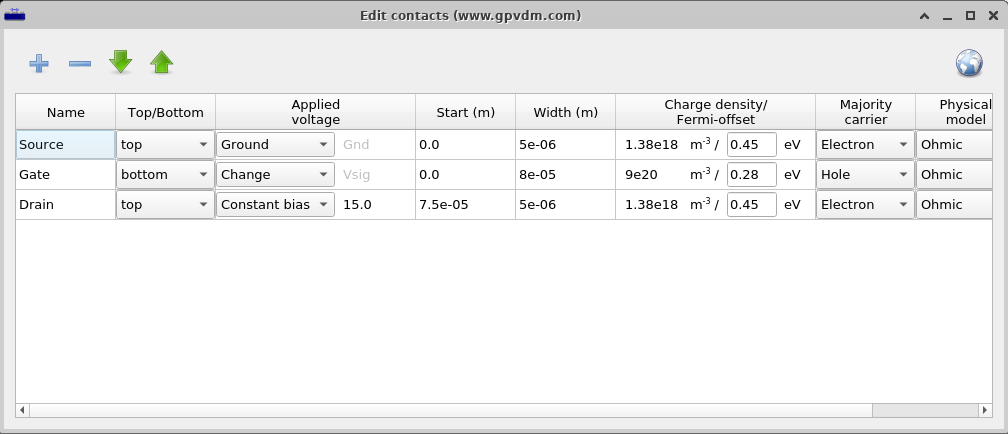 Edit contacts (www.gpvdm.com)
Name Top/Bottom Applied voltage Start (m) Width (m) Charge density/ Fermi-offset Majority carrier Physical model
Source top Ground Gnd 0.0 5e-06 1.38e18 m⁻³ / 0.45 eV Electron Ohmic
Gate bottom Change Vsig 0.0 8e-05 9e20 m⁻³ / 0.28 eV Hole Ohmic
Drain top Constant bias 15.0 7.5e-05 5e-06 1.38e18 m⁻³ / 0.45 eV Electron Ohmic